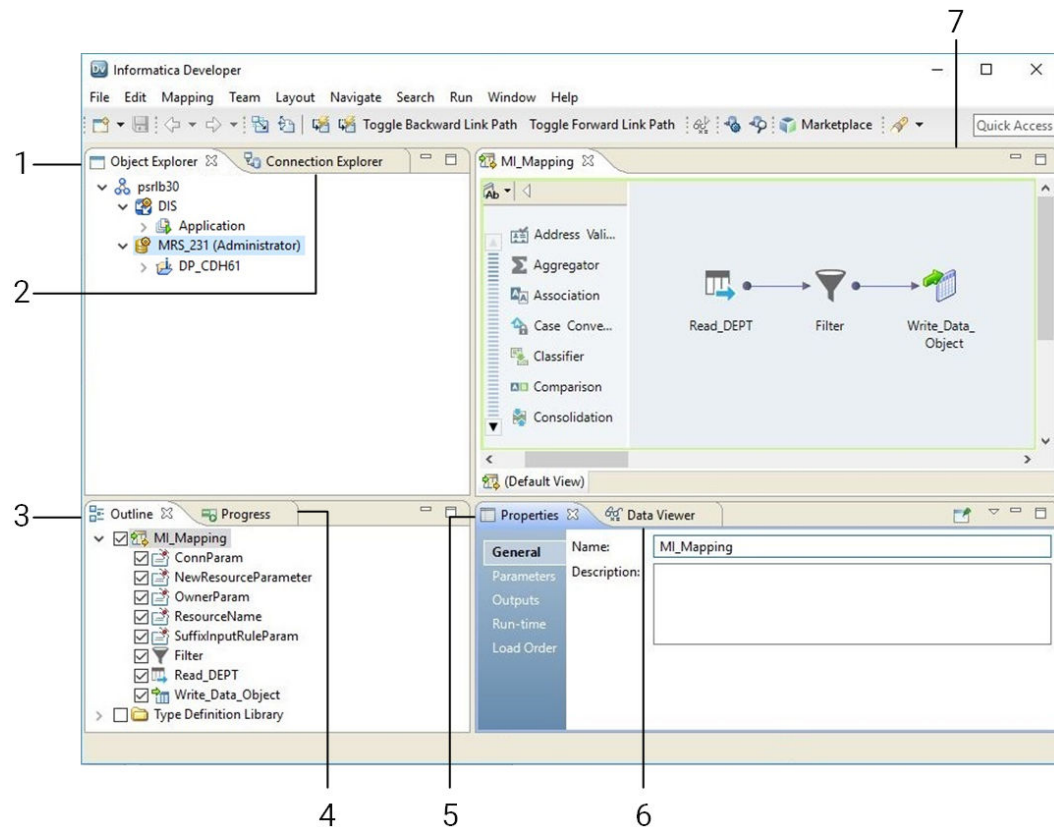 7
Informatica Developer
File Edit Mapping Team Layout Navigate Search Run Window Help
Toggle Backward Link Path Toggle Forward Link Path Marketplace Quick Access
1
Object Explorer Connection Explorer
psrlb30
DIS
Application
MRS_231 (Administrator)
DP_CDH61
2
MI_Mapping
Ab
Address Vali...
Aggregator
Association
Case Conve...
Classifier
Comparison
Consolidation
Read_DEPT
Filter
Write_Data_
Object
(Default View)
3
Outline Progress
MI_Mapping
ConnParam
NewResourceParameter
OwnerParam
ResourceName
SuffixInputRuleParam
Filter
Read_DEPT
Write_Data_Object
Type Definition Library
Properties Data Viewer
General
Parameters
Outputs
Run-time
Load Order
Name: MI_Mapping
Description:
4 5 6